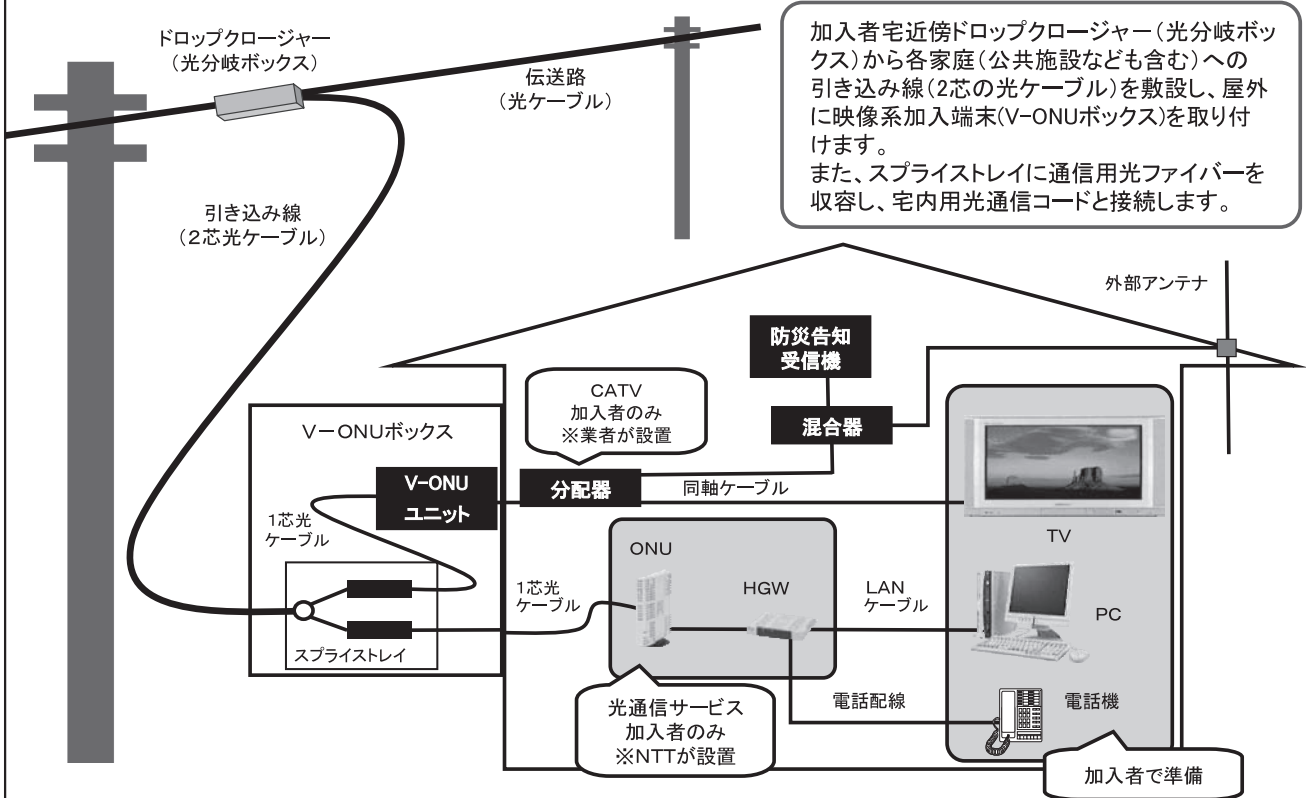 ドロップクロージャー
（光分岐ボックス）
伝送路
（光ケーブル）
加入者宅近傍ドロップクロージャー（光分岐ボッ
クス）から各家庭（公共施設なども含む）への
引き込み線（2芯の光ケーブル）を敷設し、屋外
に映像系加入端末(V-ONUボックス)を取り付
けます。
また、スプライストレイに通信用光ファイバーを
収容し、宅内用光通信コードと接続します。
引き込み線
（2芯光ケーブル）
外部アンテナ
防災告知
受信機
CATV
加入者のみ
※業者が設置
混合器
V－ONUボックス
V-ONU
ユニット
分配器
同軸ケーブル
TV
1芯光
ケーブル
スプライストレイ
1芯光
ケーブル
ONU
HGW
LAN
ケーブル
PC
光通信サービス
加入者のみ
※NTTが設置
電話配線
電話機
加入者で準備